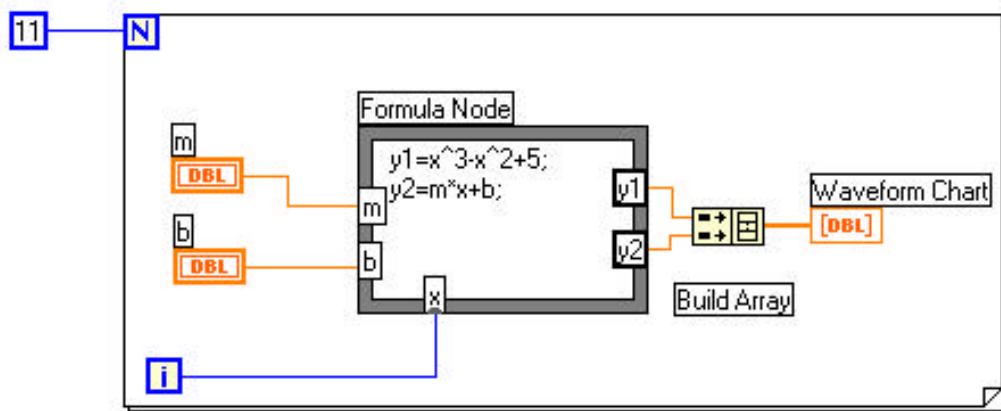 11
N
Formula Node
m
DBL
y1=x^3-x^2+5;
y2=m*x+b;
m
y1
Waveform Chart
[DBL]
b
DBL
b
y2
x
Build Array
i